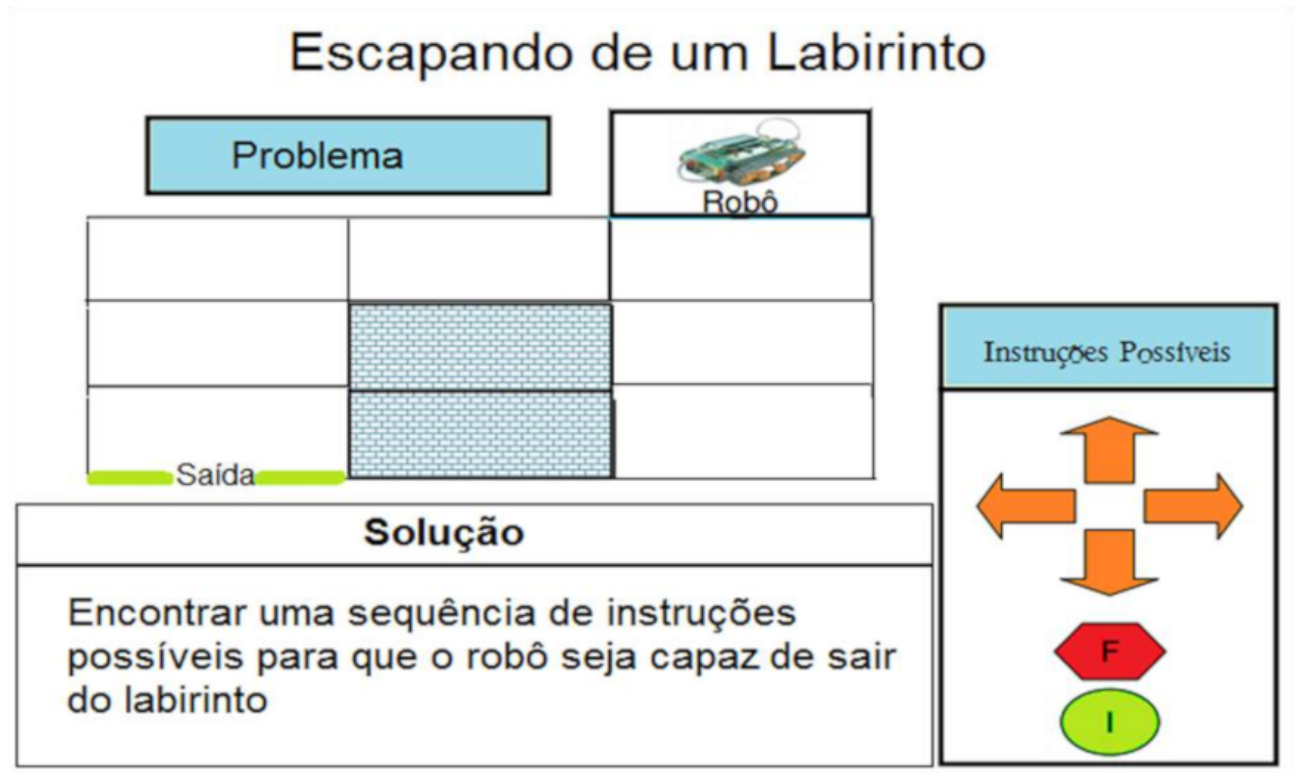 Escapando de um Labirinto
Problema
Robô
Saída
Instruções Possíveis
Solução
Encontrar uma sequência de instruções
possíveis para que o robô seja capaz de sair
do labirinto
F
I